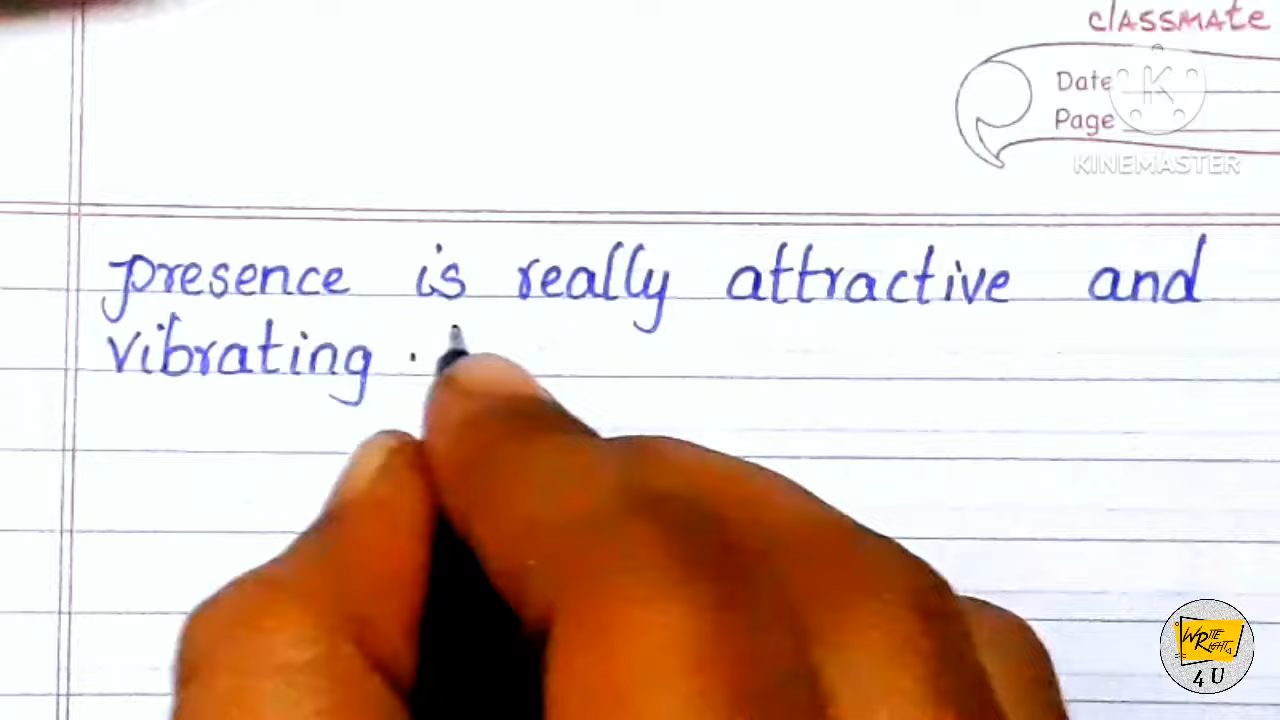 classmate
Date
Page
K
KINEMASTER
presence is really attractive and
vibrating .
WRITE
RIGHT
4 U